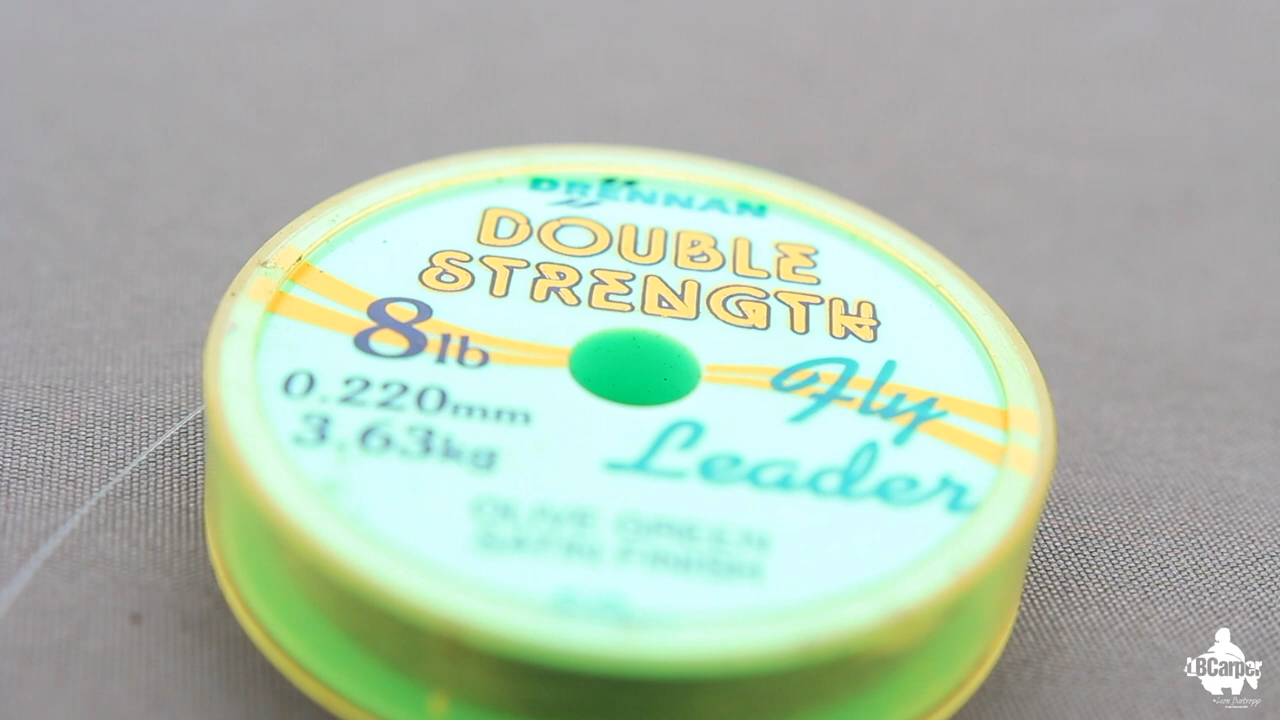 DRENNAN
DOUBLE
STRENGTH
8lb
0.220mm
3.63kg
Fly
Leader
OLIVE GREEN
SATIN FINISH
LBCarper